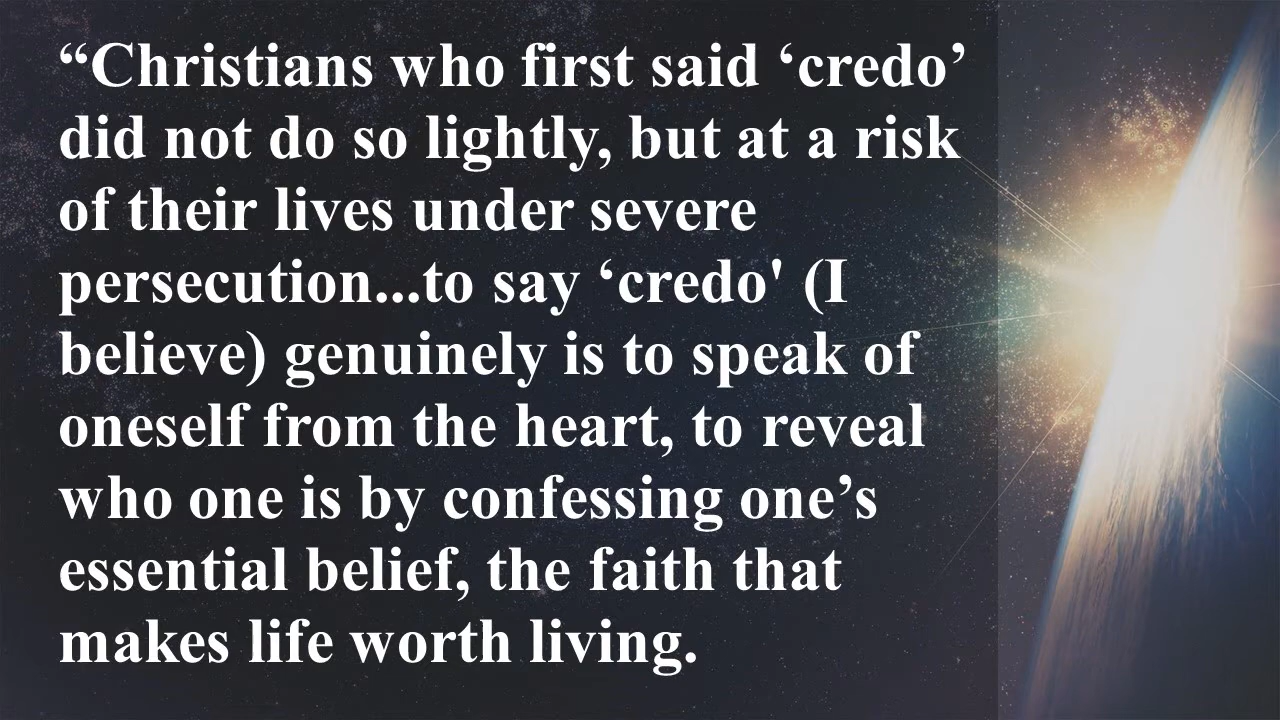 “Christians who first said ‘credo’
did not do so lightly, but at a risk
of their lives under severe
persecution...to say ‘credo' (I
believe) genuinely is to speak of
oneself from the heart, to reveal
who one is by confessing one’s
essential belief, the faith that
makes life worth living.